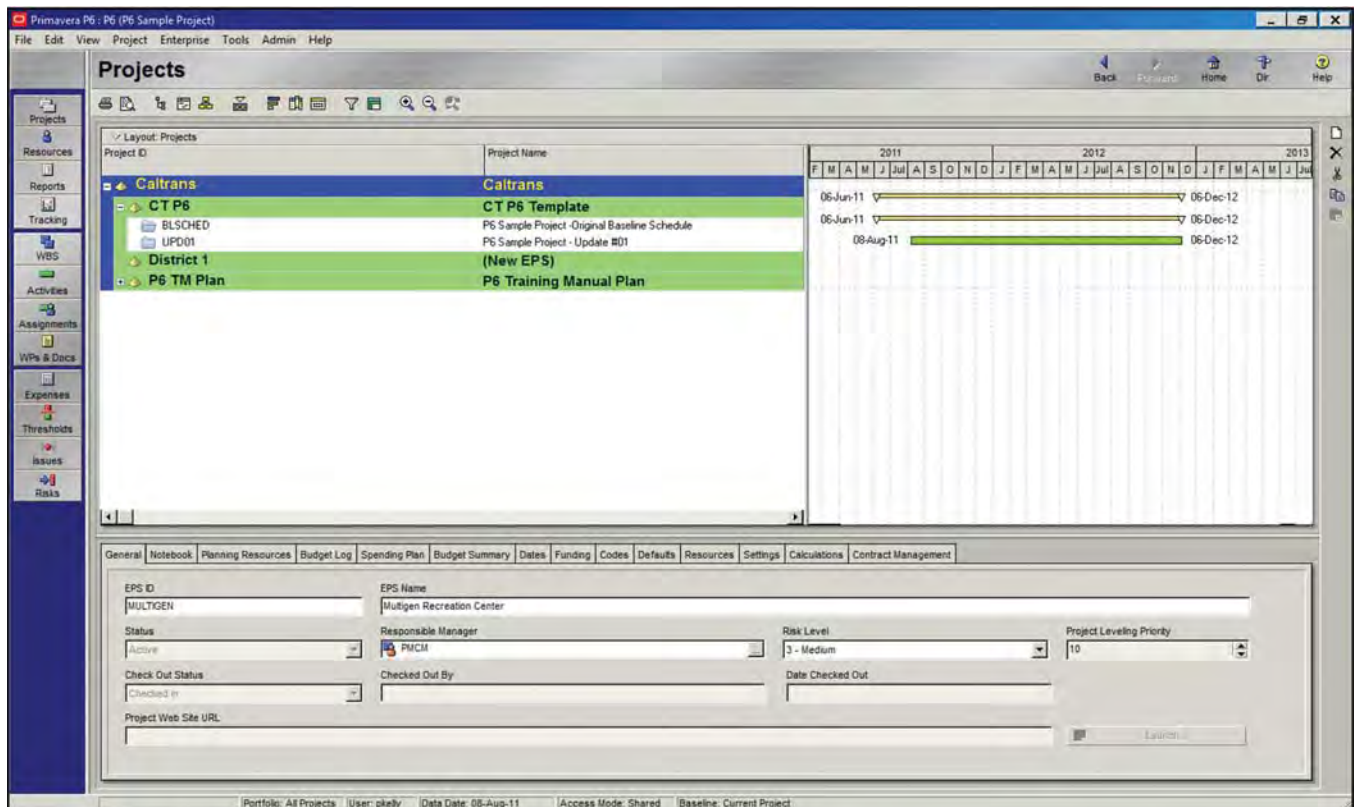 Primavera P6 : P6 (P6 Sample Project)
File Edit View Project Enterprise Tools Admin Help
Projects
Back Forward Home Dir Help
Projects
Resources
Reports
Tracking
WBS
Activities
Assignments
WPs & Docs
Expenses
Thresholds
Issues
Risks
Layout: Projects
Project ID Project Name
2011 2012 2013
F M A M J Jul A S O N D J F M A M J Jul A S O N D J F M A M J Jul
Caltrans Caltrans
CT P6 CT P6 Template
BLSCHED P6 Sample Project -Original Baseline Schedule
UPD01 P6 Sample Project - Update #01
District 1 (New EPS)
P6 TM Plan P6 Training Manual Plan
06-Jun-11 06-Dec-12
06-Jun-11 06-Dec-12
08-Aug-11 06-Dec-12
General Notebook Planning Resources Budget Log Spending Plan Budget Summary Dates Funding Codes Defaults Resources Settings Calculations Contract Management
EPS ID EPS Name
MULTIGEN Multigen Recreation Center
Status Responsible Manager Risk Level Project Leveling Priority
Active PMCM 3 - Medium 10
Check Out Status Checked Out By Date Checked Out
Checked In
Project Web Site URL
Launch...
Portfolio: All Projects User: pkelly Data Date: 08-Aug-11 Access Mode: Shared Baseline: Current Project